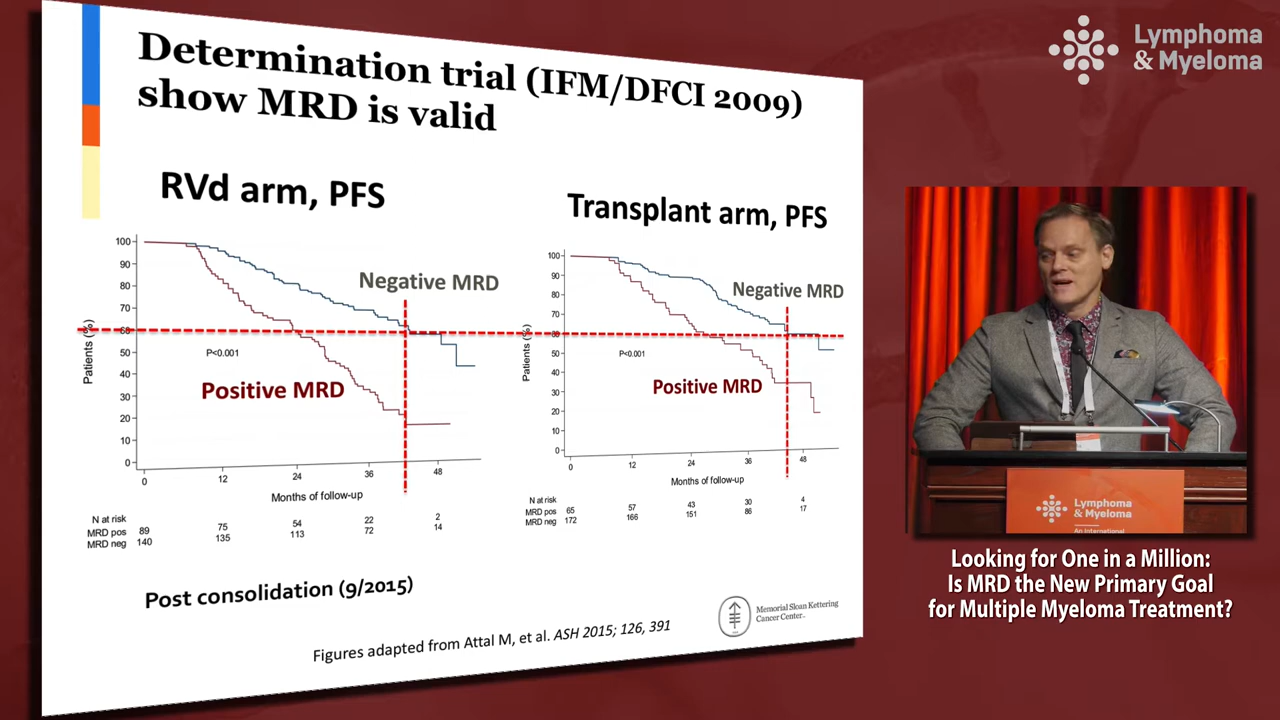 Determination trial (IFM/DFCI 2009)
show MRD is valid
RVd arm, PFS
Transplant arm, PFS
100
90
80
70
60
50
40
30
20
10
0
Patients (%)
Negative MRD
P<0.001
Positive MRD
0
12
24
36
48
Months of follow-up
N at risk
MRD pos 89 75 54 22 2
MRD neg 140 135 113 72 14
100
90
80
70
60
50
40
30
20
10
0
Patients (%)
Negative MRD
P<0.001
Positive MRD
0
12
24
36
48
Months of follow-up
N at risk
MRD pos 65 57 43 30 4
MRD neg 172 166 151 86 17
Post consolidation (9/2015)
Figures adapted from Attal M, et al. ASH 2015; 126, 391
Memorial Sloan Kettering
Cancer Center.
Lymphoma
& Myeloma
Lymphoma
& Myeloma
An International
Looking for One in a Million:
Is MRD the New Primary Goal
for Multiple Myeloma Treatment?